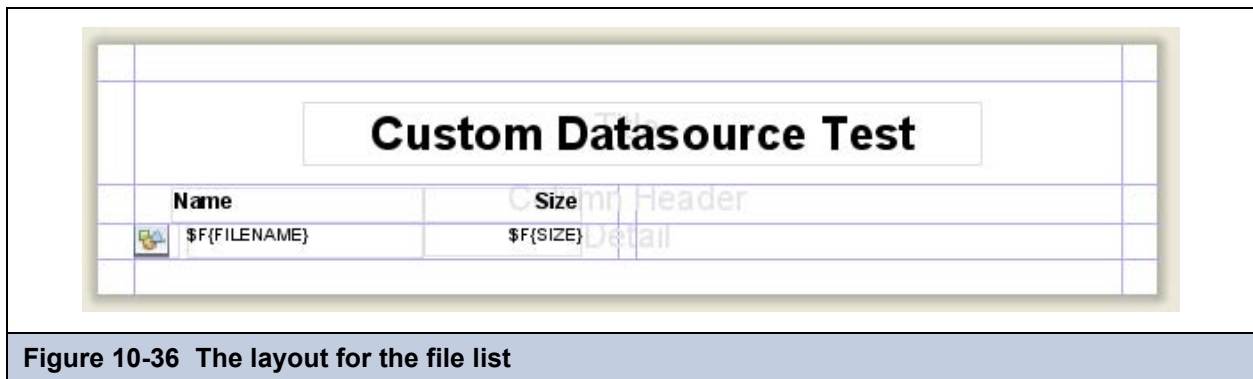 Title
Custom Datasource Test
Column Header
Name Size
Detail
$F{FILENAME} $F{SIZE}
Figure 10-36 The layout for the file list